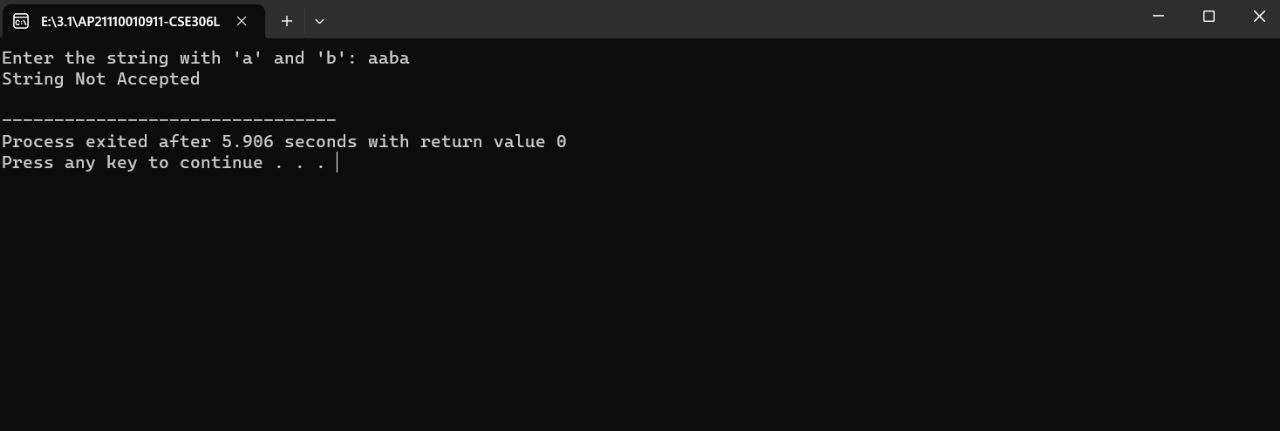 E:\3.1\AP21110010911-CSE306L
Enter the string with 'a' and 'b': aaba
String Not Accepted
--------------------------------
Process exited after 5.906 seconds with return value 0
Press any key to continue . . .